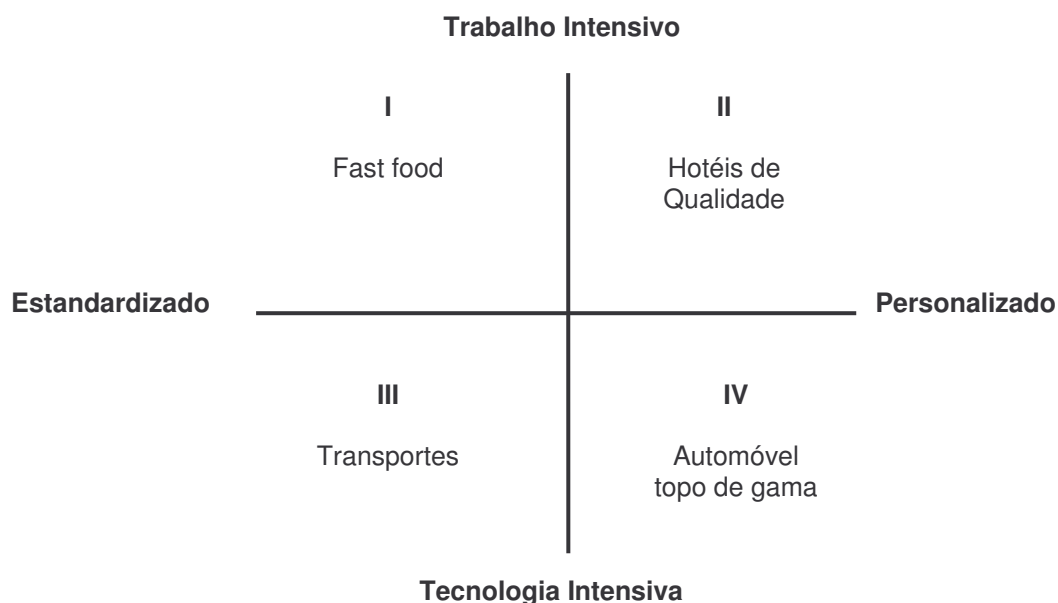 Trabalho Intensivo
I
II
Fast food
Hotéis de
Qualidade
Estandardizado
Personalizado
III
IV
Transportes
Automóvel
topo de gama
Tecnologia Intensiva